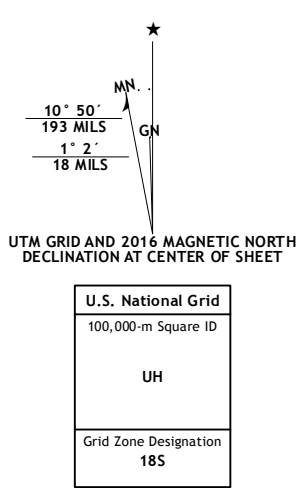 MN
10° 50´
193 MILS
GN
1° 2´
18 MILS
UTM GRID AND 2016 MAGNETIC NORTH
DECLINATION AT CENTER OF SHEET
U.S. National Grid
100,000-m Square ID
UH
Grid Zone Designation
18S